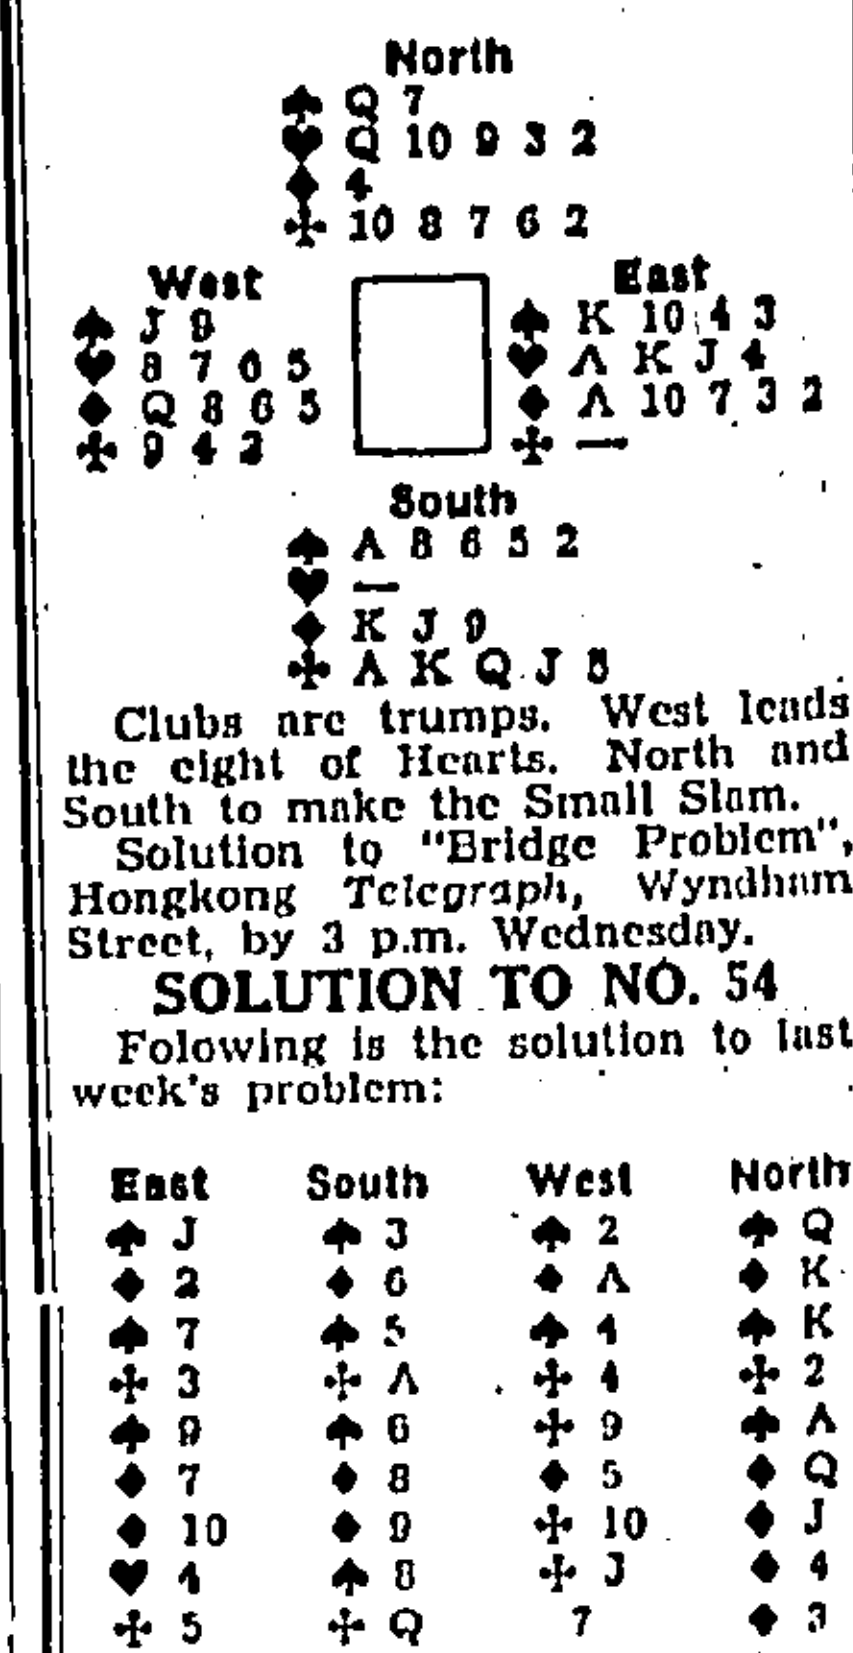 North
♠ Q 7
♥ Q 10 9 3 2
♦ 4
♣ 10 8 7 6 2
West
♠ J 9
♥ 8 7 6 5
♦ Q 8 6 5
♣ 9 4 3
East
♠ K 10 4 3
♥ A K J 4
♦ A 10 7 3 2
♣ —
South
♠ A 8 6 5 2
♥ —
♦ K J 9
♣ A K Q J 5
Clubs are trumps. West leads
the eight of Hearts. North and
South to make the Small Slam.
Solution to "Bridge Problem",
Hongkong Telegraph, Wyndham
Street, by 3 p.m. Wednesday.
SOLUTION TO NO. 54
Folowing is the solution to last
week's problem:
East South West North
♠ J ♠ 3 ♠ 2 ♠ Q
♦ 2 ♦ 6 ♦ A ♦ K
♠ 7 ♠ 5 ♠ 4 ♠ K
♣ 3 ♣ A ♣ 4 ♣ 2
♠ 9 ♠ 6 ♣ 9 ♠ A
♦ 7 ♦ 8 ♦ 5 ♦ Q
♦ 10 ♦ 9 ♣ 10 ♦ J
♥ 4 ♠ 8 ♣ J ♦ 4
♣ 5 ♣ Q 7 ♦ 3